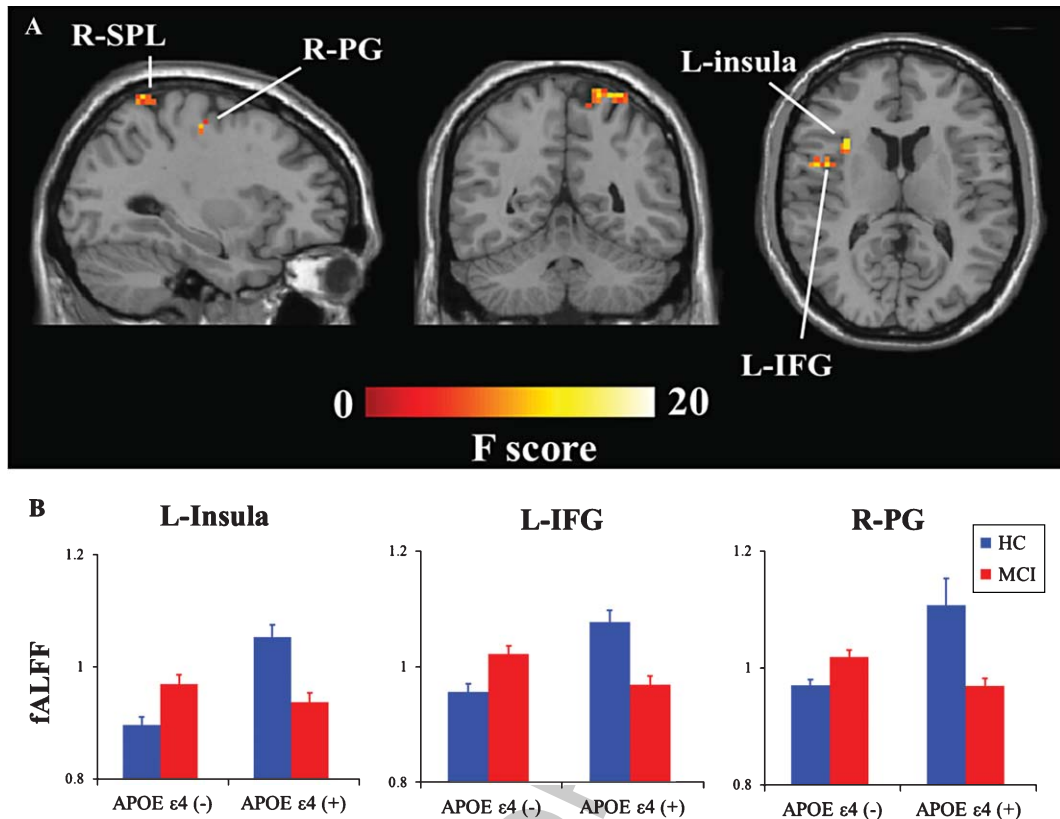 A
R-SPL
R-PG
L-insula
L-IFG
0
20
F score
B
L-Insula
L-IFG
R-PG
HC
MCI
fALFF
1.2
1
0.8
APOE ε4 (-)
APOE ε4 (+)
1.2
1
0.8
APOE ε4 (-)
APOE ε4 (+)
1.2
1
0.8
APOE ε4 (-)
APOE ε4 (+)